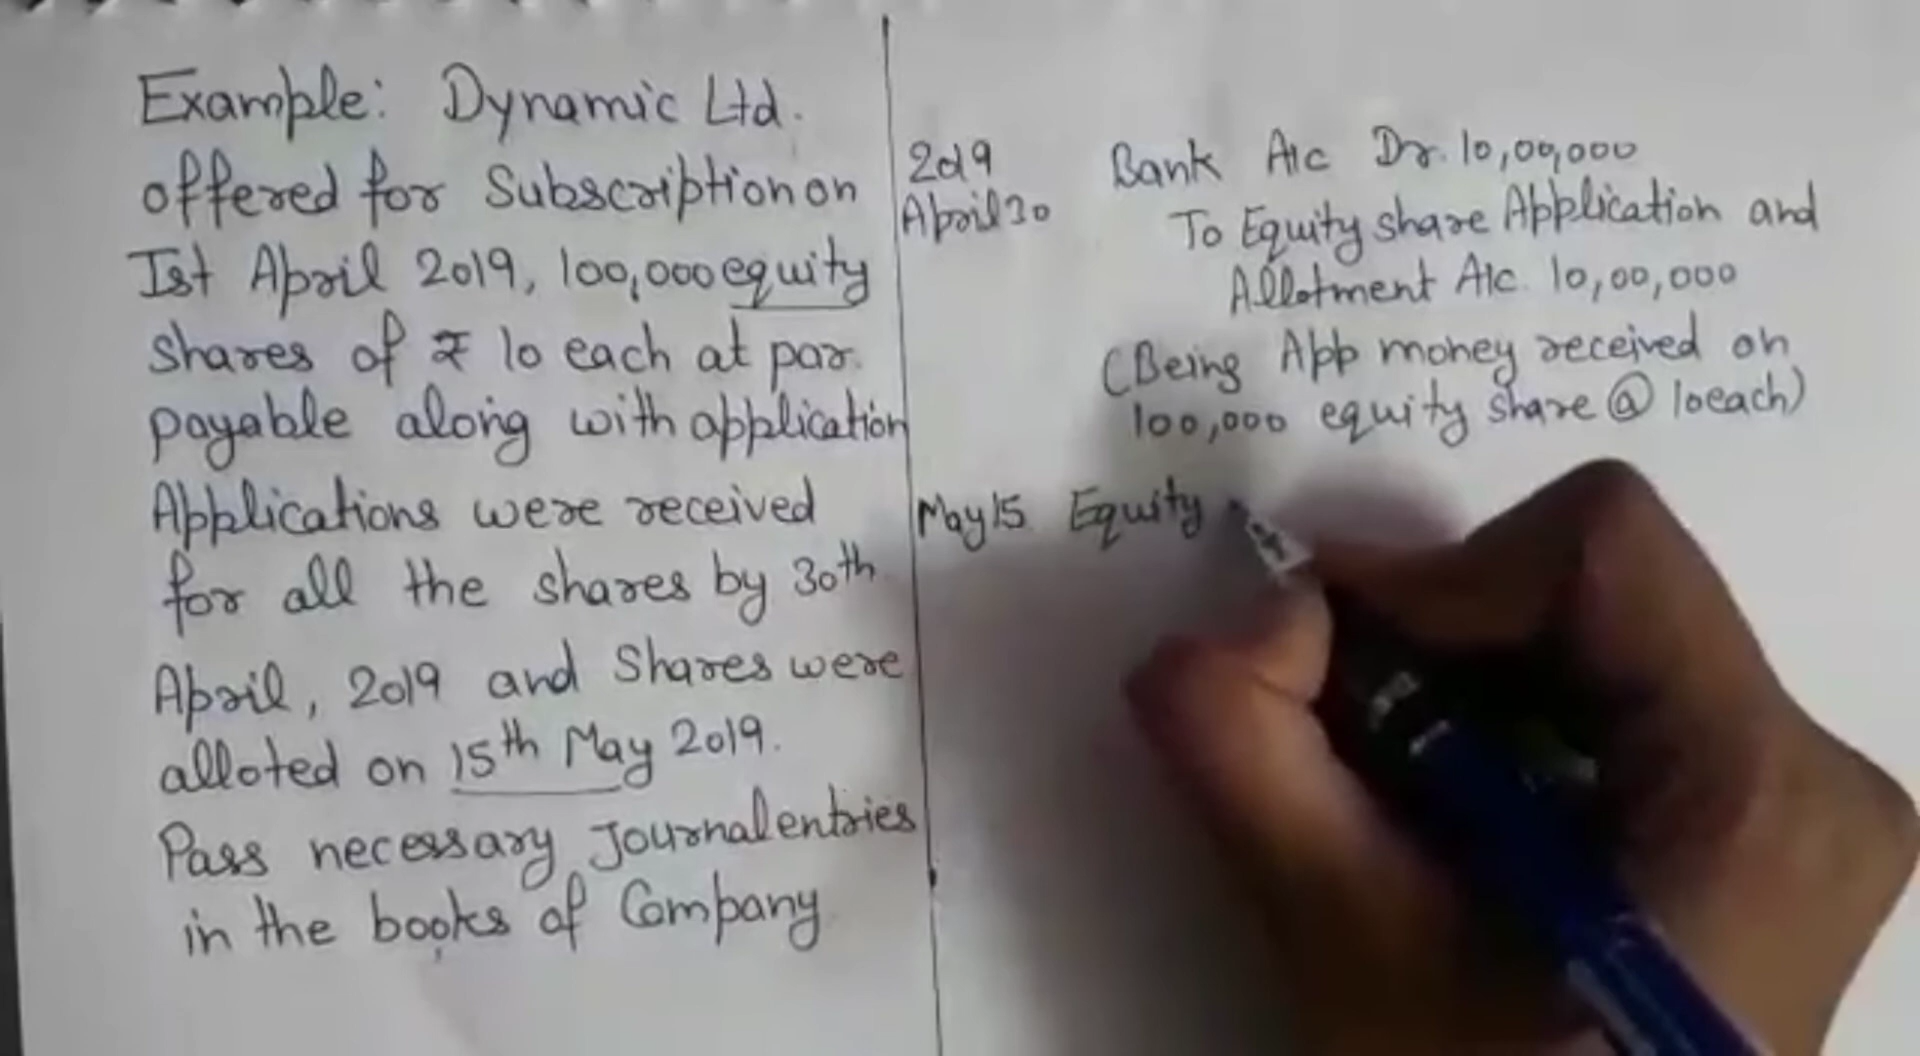 Example: Dynamic Ltd.
offered for Subscription on
Ist April 2019, 100,000 equity
shares of ₹ 10 each at par.
payable along with application
Applications were received
for all the shares by 30th
April, 2019 and Shares were
alloted on 15th May 2019.
Pass necessary Journal entries
in the books of Company
2019
April 30
Bank A/c Dr. 10,00,000
To Equity share Application and
Allotment A/c. 10,00,000
(Being App money received on
100,000 equity share @ 10 each)
May 15 Equity